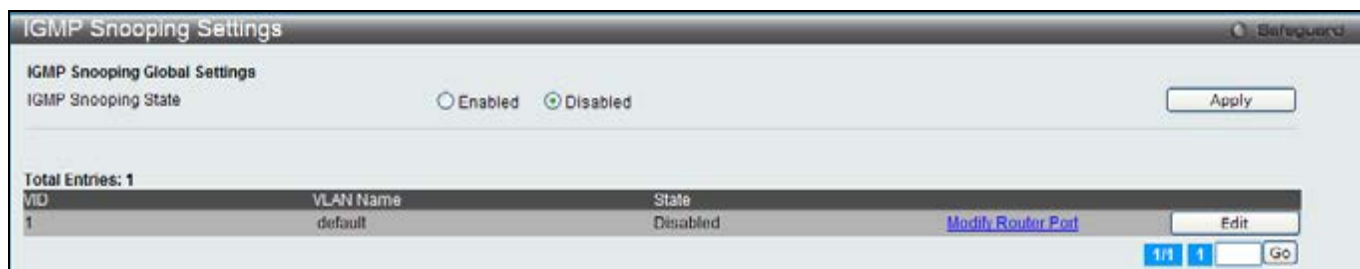 IGMP Snooping Settings
Safeguard
IGMP Snooping Global Settings
IGMP Snooping State Enabled Disabled Apply
Total Entries: 1
VID VLAN Name State
1 default Disabled Modify Router Port Edit
1/1 1 Go